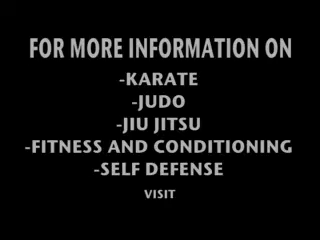 FOR MORE INFORMATION ON
-KARATE
-JUDO
-JIU JITSU
-FITNESS AND CONDITIONING
-SELF DEFENSE
VISIT